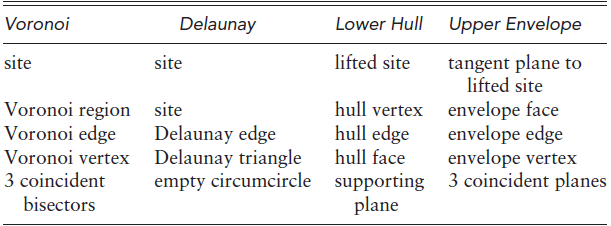 Voronoi Delaunay Lower Hull Upper Envelope
site site lifted site tangent plane to
lifted site
Voronoi region site hull vertex envelope face
Voronoi edge Delaunay edge hull edge envelope edge
Voronoi vertex Delaunay triangle hull face envelope vertex
3 coincident empty circumcircle supporting 3 coincident planes
bisectors plane